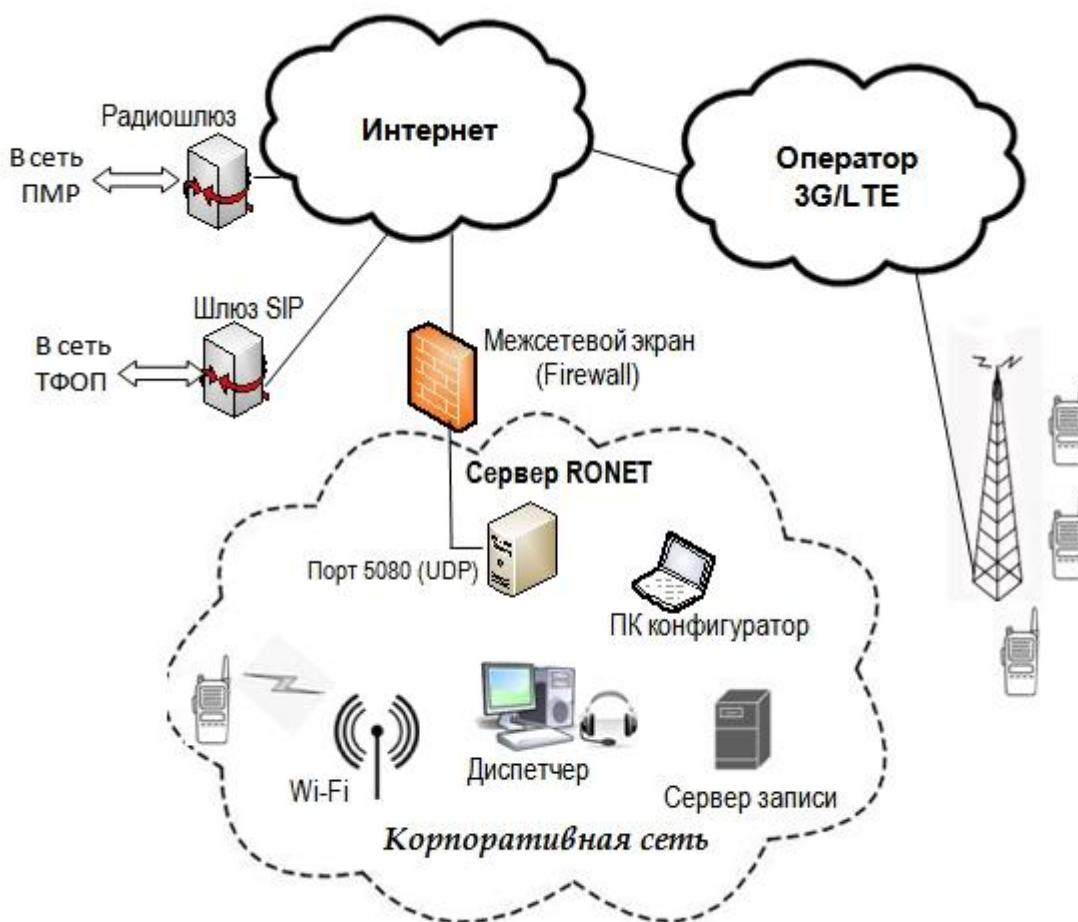 Радиошлюз
Интернет
Оператор
3G/LTE
В сеть
ПМР
Шлюз SIP
В сеть
ТФОП
Межсетевой экран
(Firewall)
Сервер RONET
Порт 5080 (UDP)
ПК конфигуратор
Wi-Fi
Диспетчер
Сервер записи
Корпоративная сеть